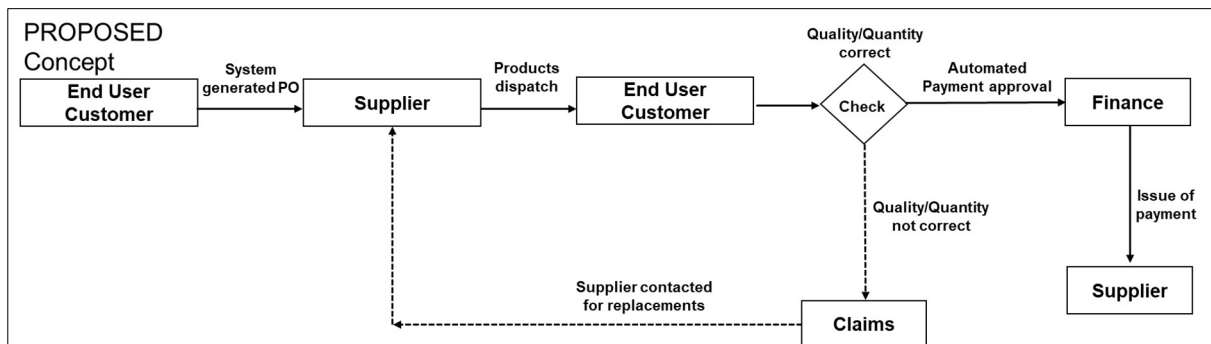 PROPOSED
Concept
End User
Customer
System
generated PO
Supplier
Products
dispatch
End User
Customer
Quality/Quantity
correct
Check
Automated
Payment approval
Finance
Issue of
payment
Supplier
Quality/Quantity
not correct
Claims
Supplier contacted
for replacements